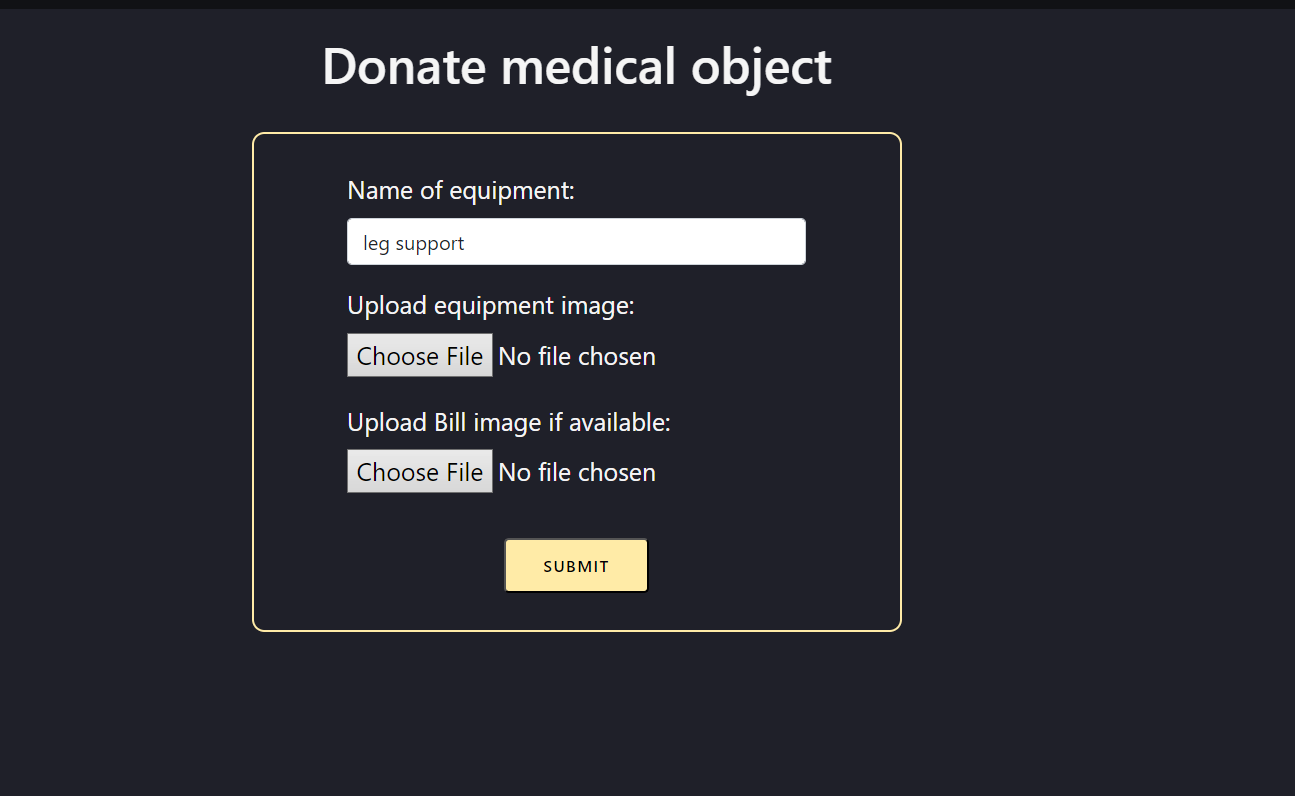 Donate medical object
Name of equipment:
leg support
Upload equipment image:
Choose File No file chosen
Upload Bill image if available:
Choose File No file chosen
SUBMIT